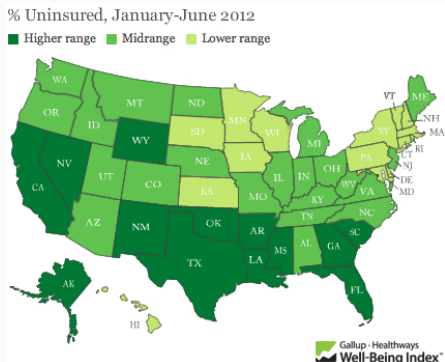 % Uninsured, January-June 2012
Higher range Midrange Lower range
WA
MT
ND
MN
VT
ME
OR
ID
SD
WI
MI
NY
NH
MA
WY
IA
PA
RI
CT
NJ
NV
NE
IL
IN
OH
DE
MD
CA
UT
CO
KS
MO
WV
VA
KY
NC
AZ
NM
OK
AR
TN
SC
TX
LA
MS
AL
GA
AK
FL
HI
Gallup · Healthways
Well-Being Index™